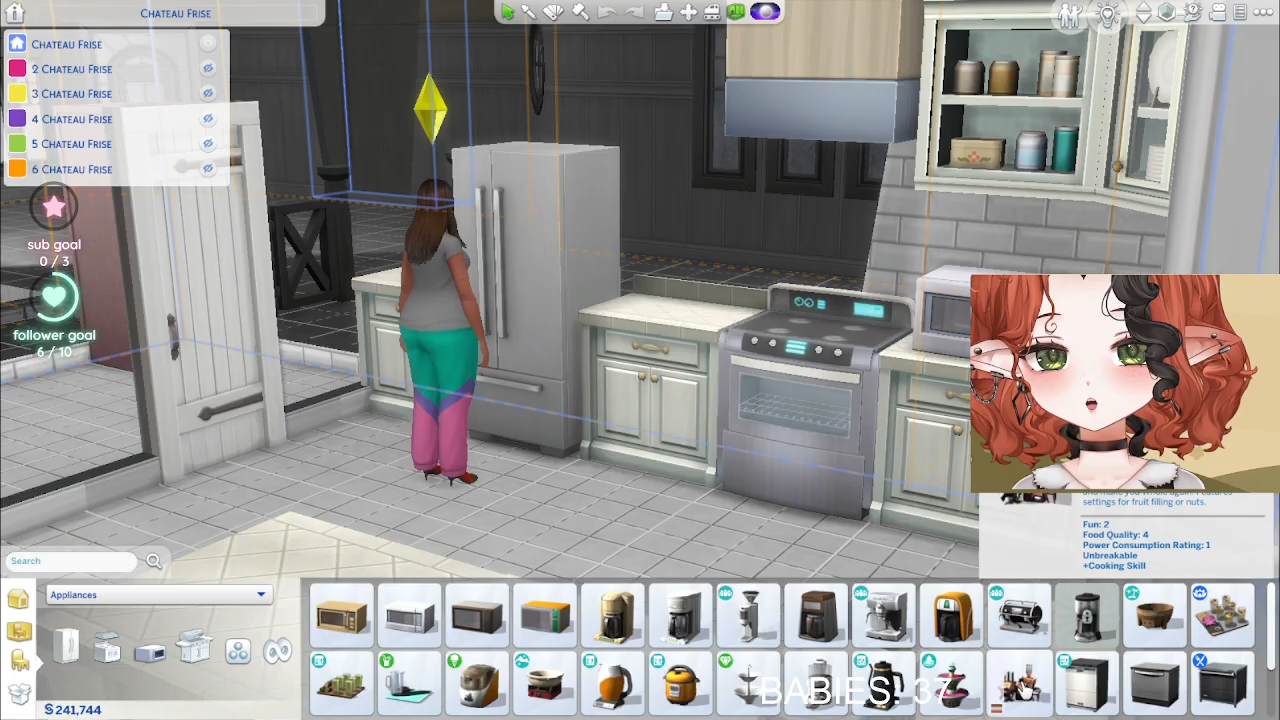 CHATEAU FRISE
CHATEAU FRISE
2 CHATEAU FRISE
3 CHATEAU FRISE
4 CHATEAU FRISE
5 CHATEAU FRISE
6 CHATEAU FRISE
sub goal
0 / 3
follower goal
6 / 10
settings for fruit filling or nuts.
Fun: 2
Food Quality: 4
Power Consumption Rating: 1
Unbreakable
+Cooking Skill
Search
Appliances
BABIES: 37
§241,744